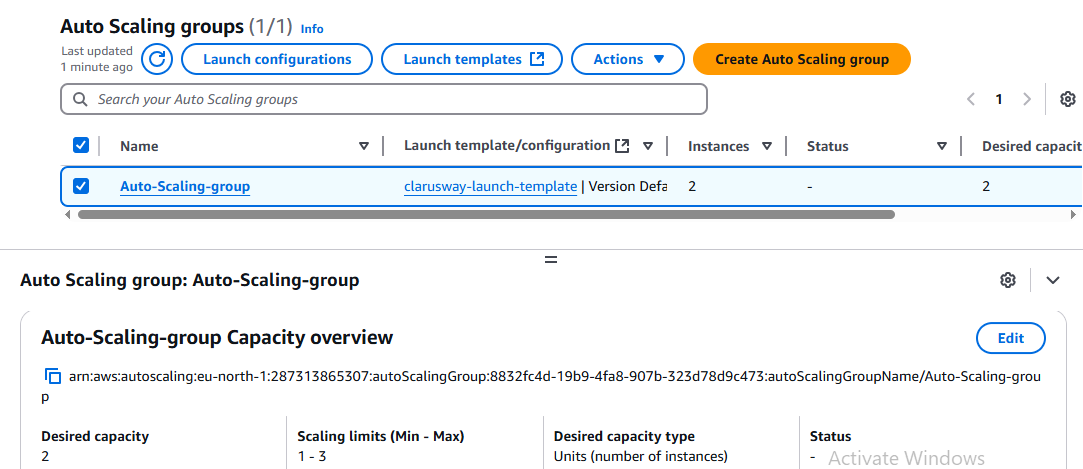 Auto Scaling groups (1/1) Info
Last updated
1 minute ago
Launch configurations
Launch templates
Actions
Create Auto Scaling group
Search your Auto Scaling groups
1
Name Launch template/configuration Instances Status Desired capacit
Auto-Scaling-group clarusway-launch-template | Version Defa 2 - 2
Auto Scaling group: Auto-Scaling-group
Auto-Scaling-group Capacity overview
Edit
arn:aws:autoscaling:eu-north-1:287313865307:autoScalingGroup:8832fc4d-19b9-4fa8-907b-323d78d9c473:autoScalingGroupName/Auto-Scaling-grou
p
Desired capacity Scaling limits (Min - Max) Desired capacity type Status
2 1 - 3 Units (number of instances) -
Activate Windows